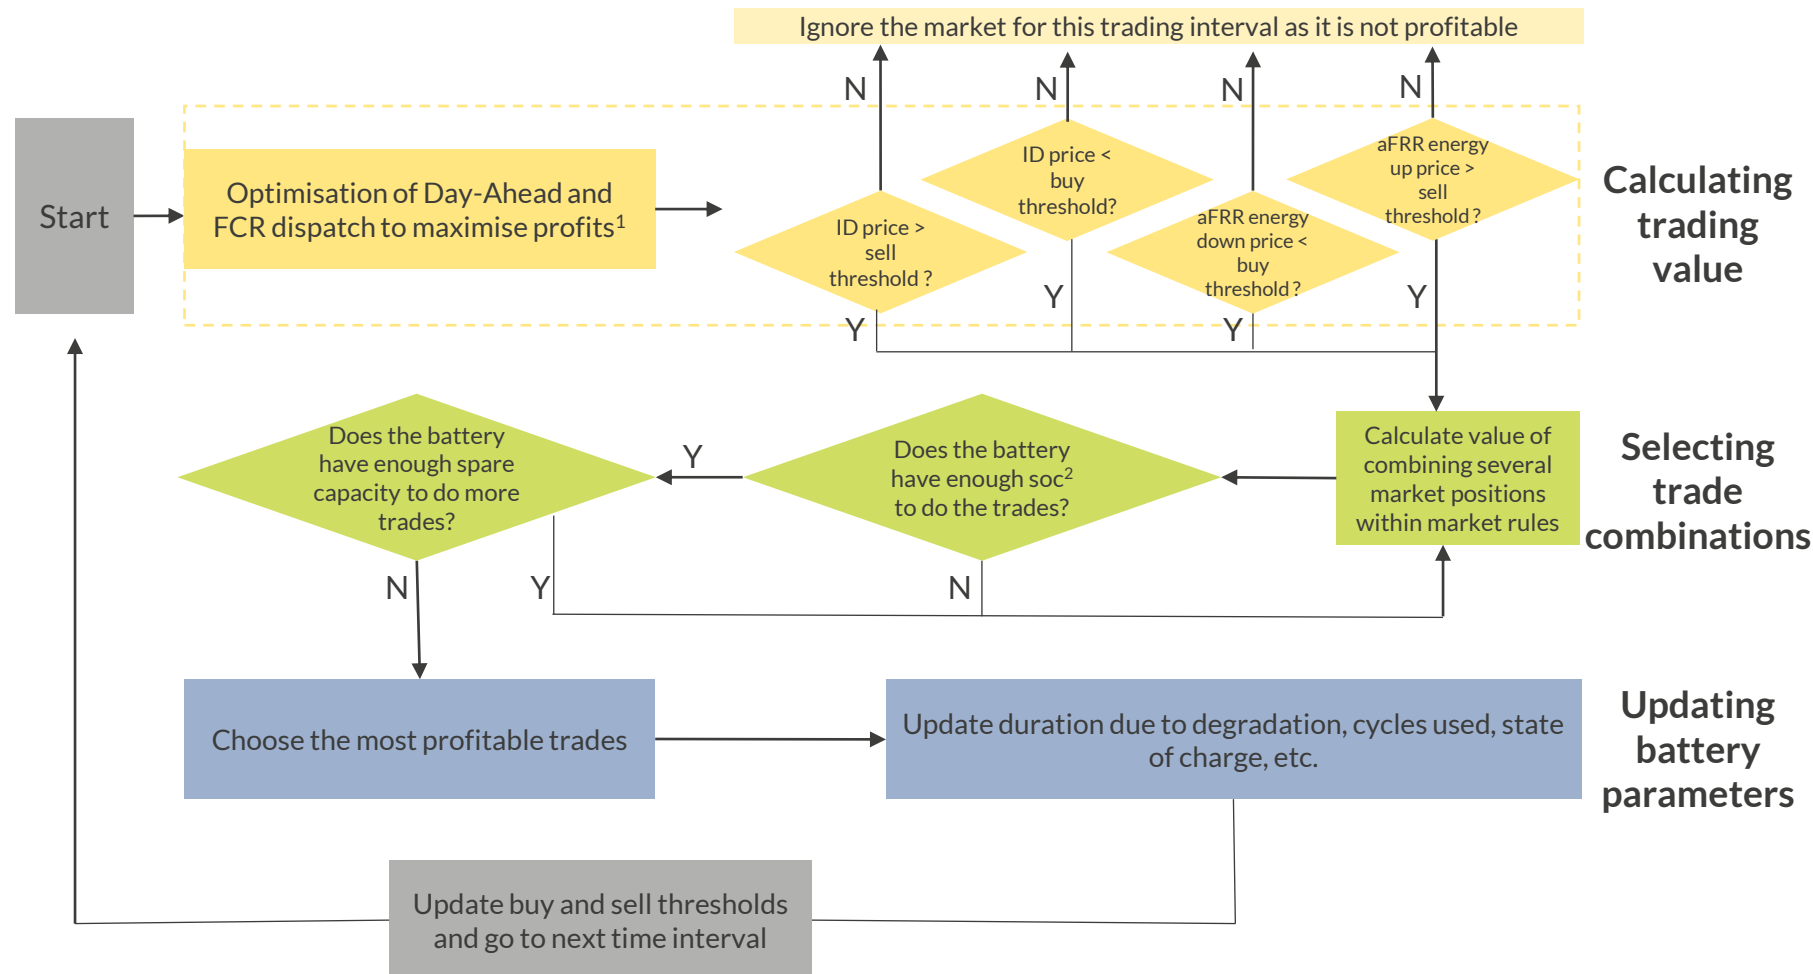 Ignore the market for this trading interval as it is not profitable
N
N
N
N
Start
Optimisation of Day-Ahead and
FCR dispatch to maximise profits¹
ID price >
sell
threshold ?
ID price <
buy
threshold?
aFRR energy
down price <
buy
threshold ?
aFRR energy
up price >
sell
threshold ?
Calculating
trading
value
Y
Y
Y
Y
Does the battery
have enough spare
capacity to do more
trades?
Y
Does the battery
have enough soc²
to do the trades?
Calculate value of
combining several
market positions
within market rules
Selecting
trade
combinations
N
Y
N
Choose the most profitable trades
Update duration due to degradation, cycles used, state
of charge, etc.
Updating
battery
parameters
Update buy and sell thresholds
and go to next time interval